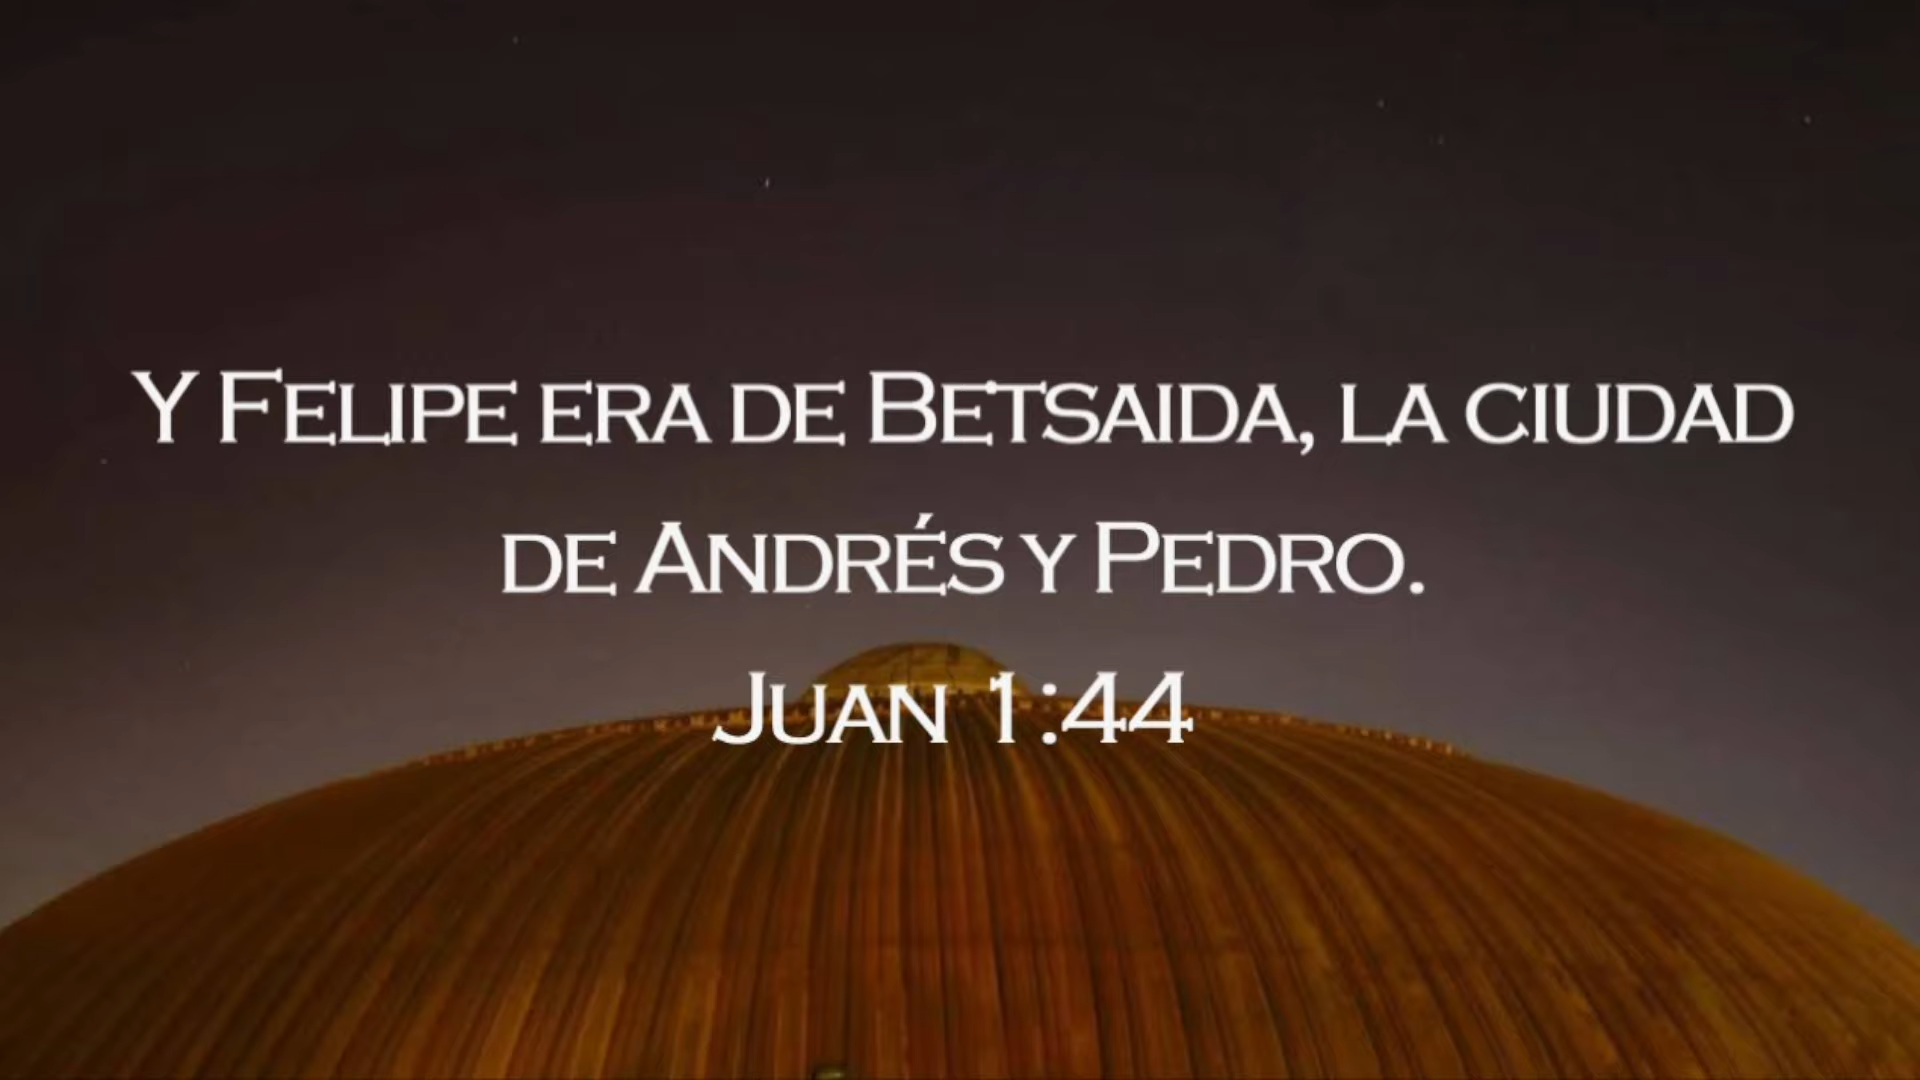 Y Felipe era de Betsaida, la ciudad
de Andrés y Pedro.
Juan 1:44